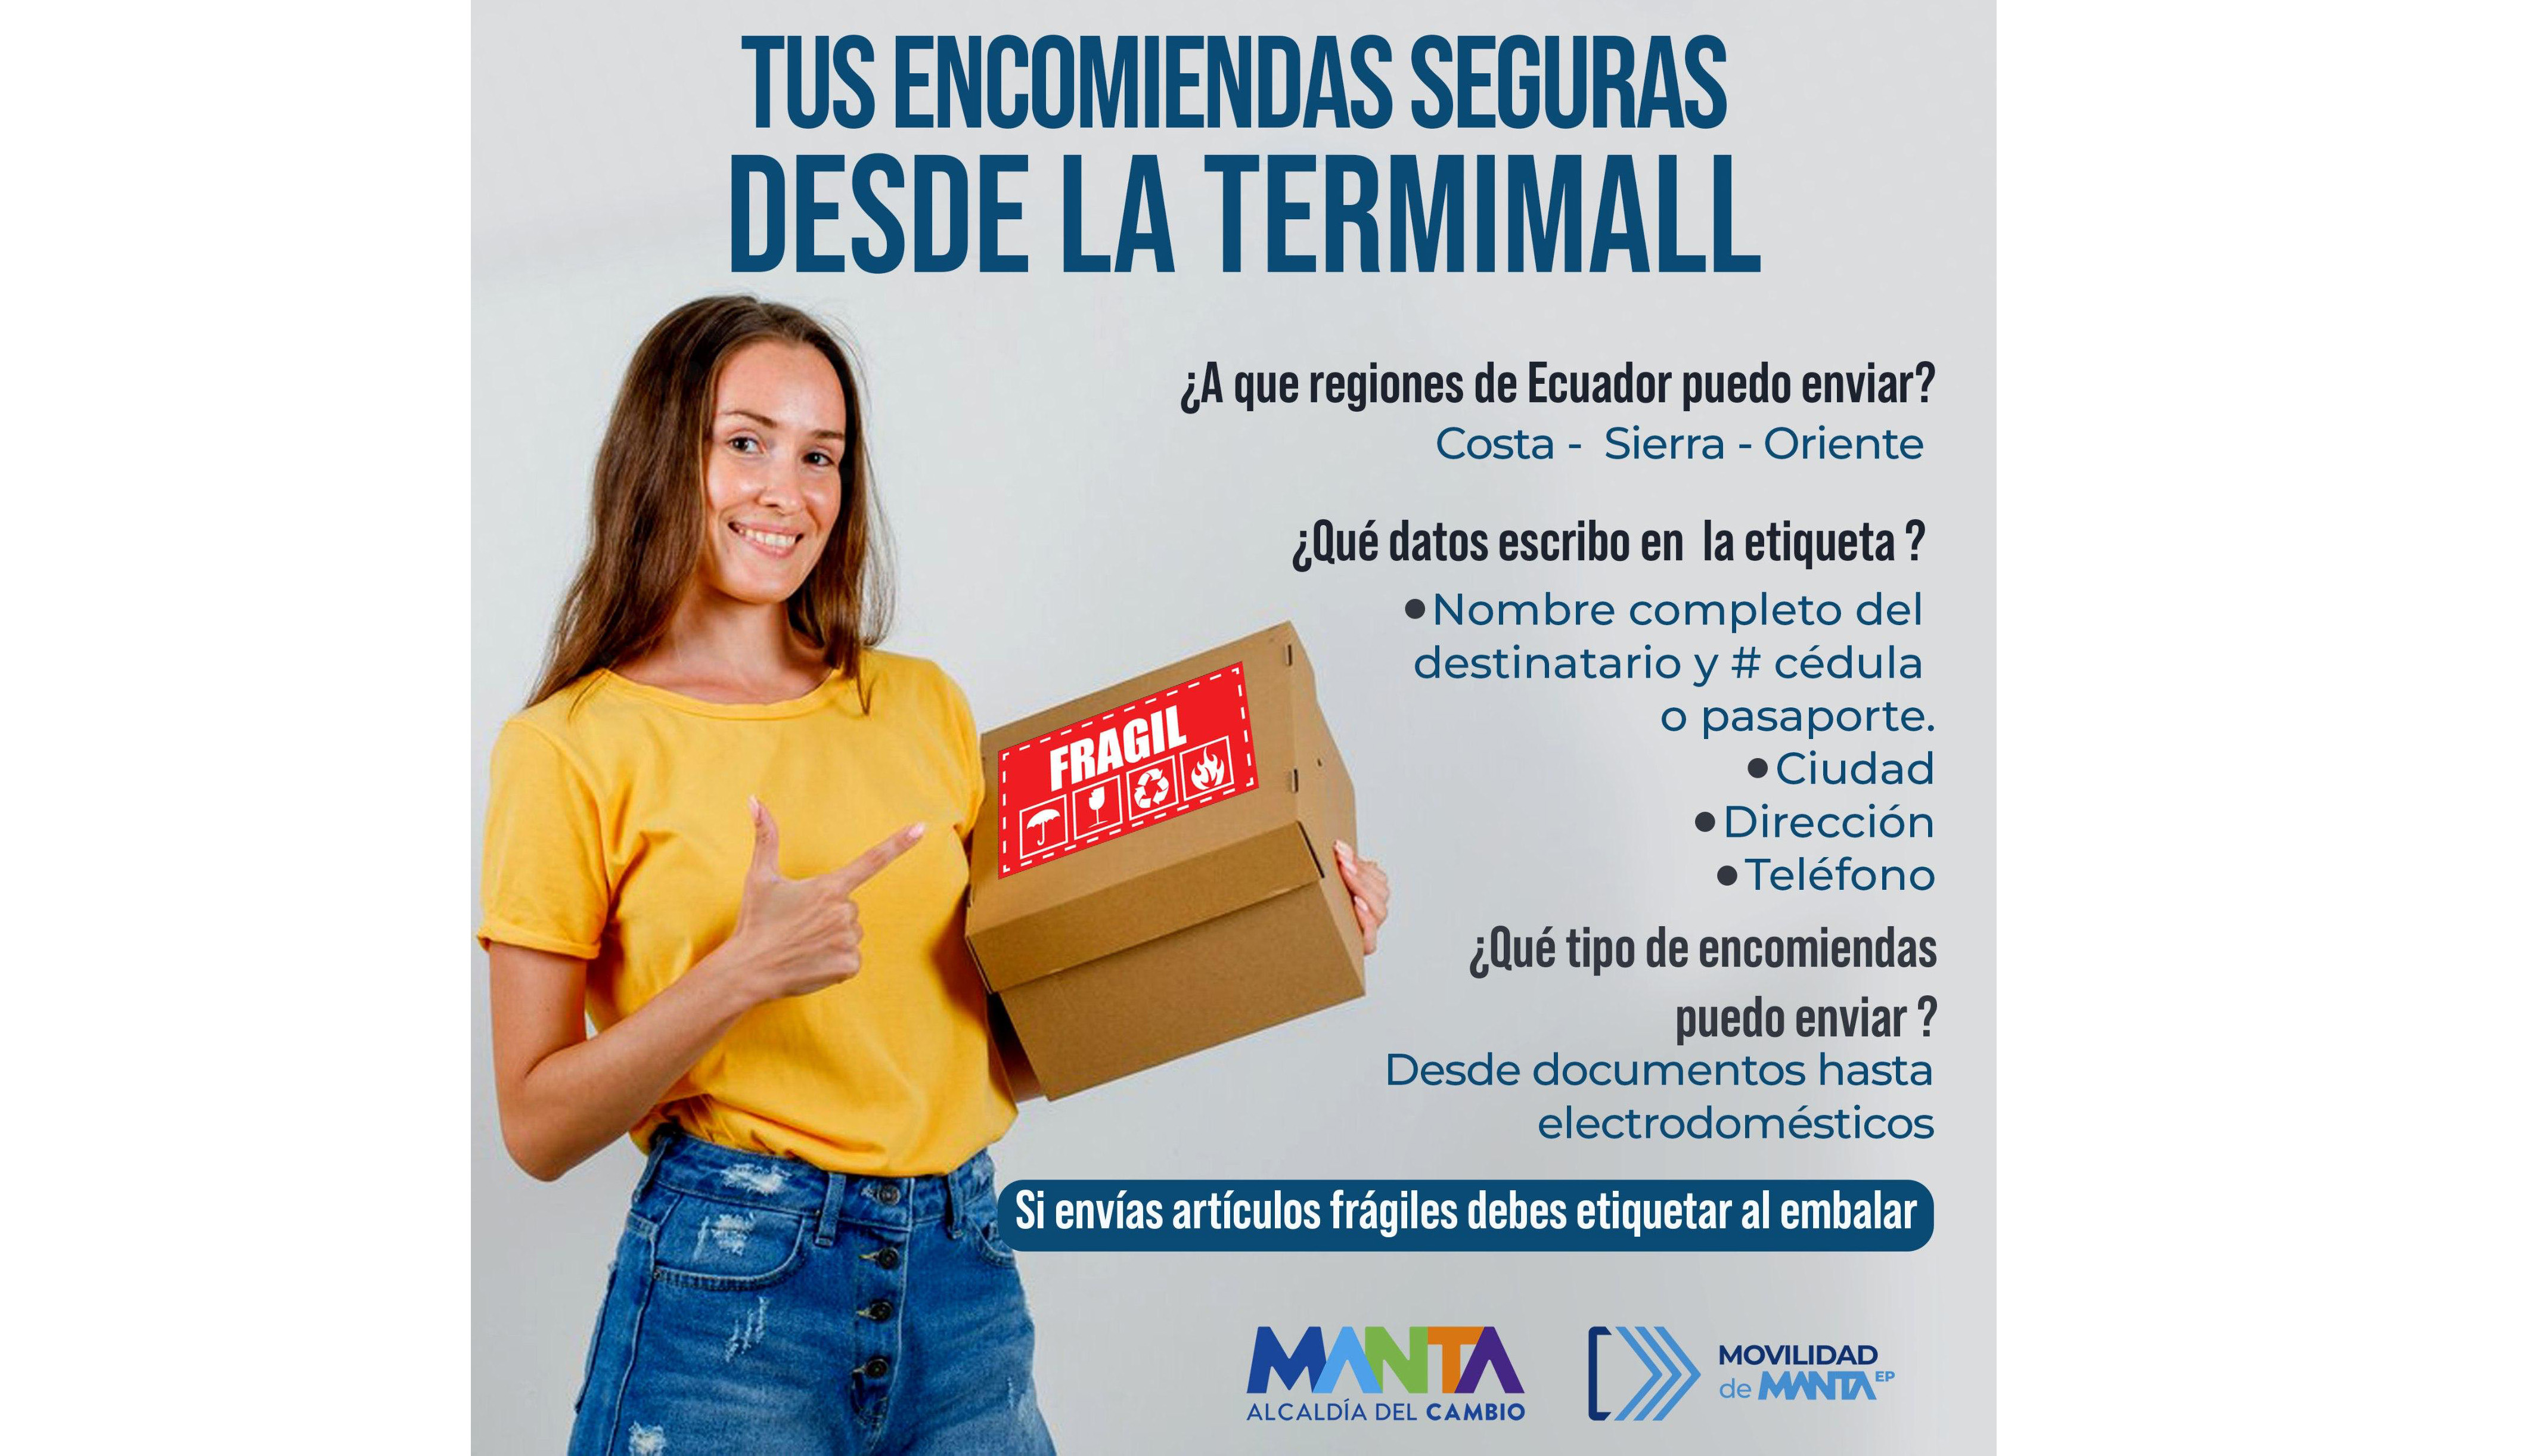 TUS ENCOMIENDAS SEGURAS
DESDE LA TERMIMALL
¿A que regiones de Ecuador puedo enviar?
Costa - Sierra - Oriente
¿Qué datos escribo en la etiqueta ?
•Nombre completo del
destinatario y # cédula
o pasaporte.
•Ciudad
•Dirección
•Teléfono
FRAGIL
¿Qué tipo de encomiendas
puedo enviar ?
Desde documentos hasta
electrodomésticos
Si envías artículos frágiles debes etiquetar al embalar
MANTA
ALCALDÍA DEL CAMBIO
MOVILIDAD
de MANTA EP